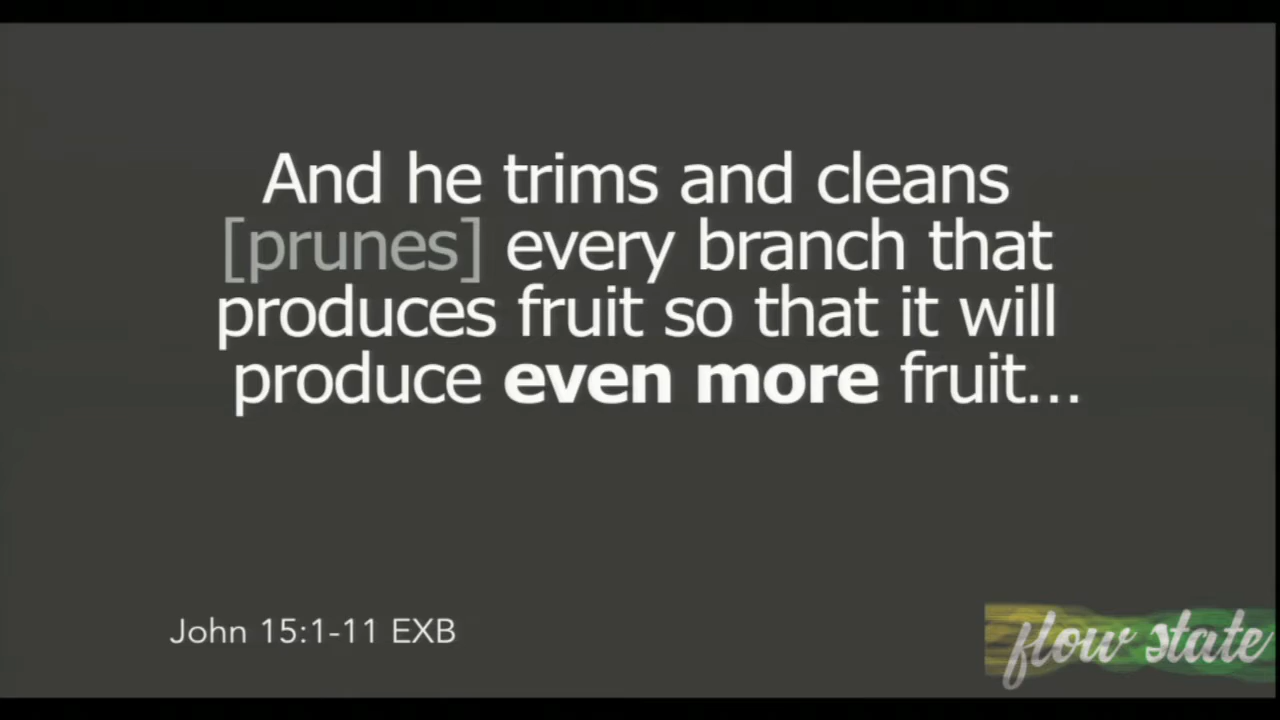 And he trims and cleans
[prunes] every branch that
produces fruit so that it will
produce even more fruit...
John 15:1-11 EXB
flow state